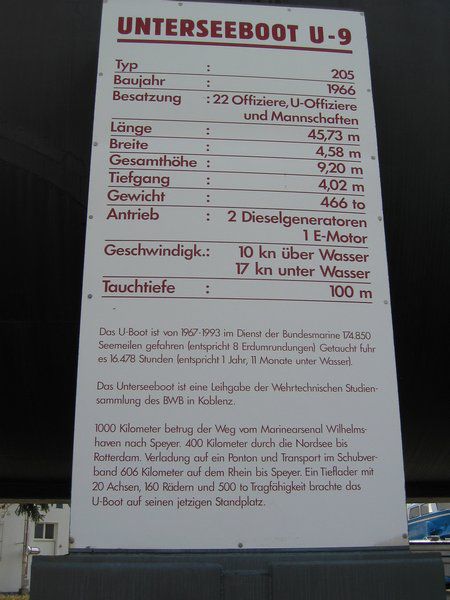 UNTERSEEBOOT U-9
Typ : 205
Baujahr : 1966
Besatzung : 22 Offiziere, U-Offiziere
und Mannschaften
Länge : 45,73 m
Breite : 4,58 m
Gesamthöhe : 9,20 m
Tiefgang : 4,02 m
Gewicht : 466 to
Antrieb : 2 Dieselgeneratoren
1 E-Motor
Geschwindigk.: 10 kn über Wasser
17 kn unter Wasser
Tauchtiefe : 100 m
Das U-Boot ist von 1967-1993 im Dienst der Bundesmarine 174.850
Seemeilen gefahren (entspricht 8 Erdumrundungen) Getaucht fuhr
es 16.478 Stunden (entspricht 1 Jahr, 11 Monate unter Wasser).
Das Unterseeboot ist eine Leihgabe der Wehrtechnischen Studien-
sammlung des BWB in Koblenz.
1000 Kilometer betrug der Weg vom Marinearsenal Wilhelms-
haven nach Speyer. 400 Kilometer durch die Nordsee bis
Rotterdam. Verladung auf ein Ponton und Transport im Schubver-
band 606 Kilometer auf dem Rhein bis Speyer. Ein Tieflader mit
20 Achsen, 160 Rädern und 500 to Tragfähigkeit brachte das
U-Boot auf seinen jetzigen Standplatz.